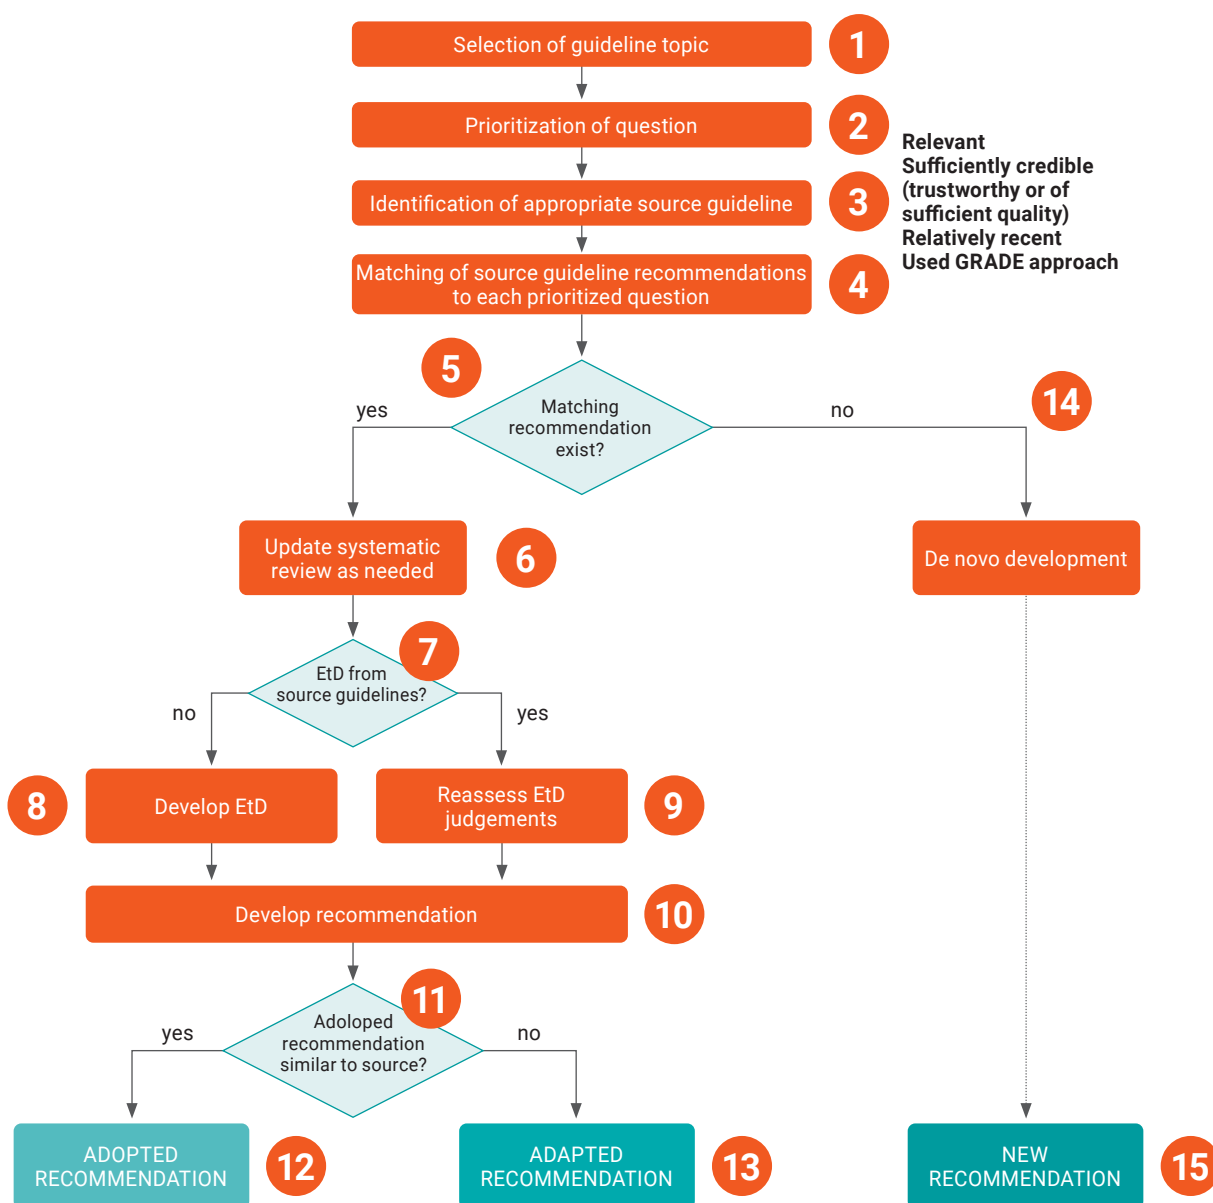 Selection of guideline topic
1
Prioritization of question
2
Relevant
Sufficiently credible
(trustworthy or of
sufficient quality)
Relatively recent
Used GRADE approach
Identification of appropriate source guideline
3
Matching of source guideline recommendations
to each prioritized question
4
5
14
yes
Matching
recommendation
exist?
no
Update systematic
review as needed
6
De novo development
7
EtD from
source guidelines?
no
yes
8
Develop EtD
Reassess EtD
judgements
9
Develop recommendation
10
11
yes
Adoloped
recommendation
similar to source?
no
ADOPTED
RECOMMENDATION
12
ADAPTED
RECOMMENDATION
13
NEW
RECOMMENDATION
15